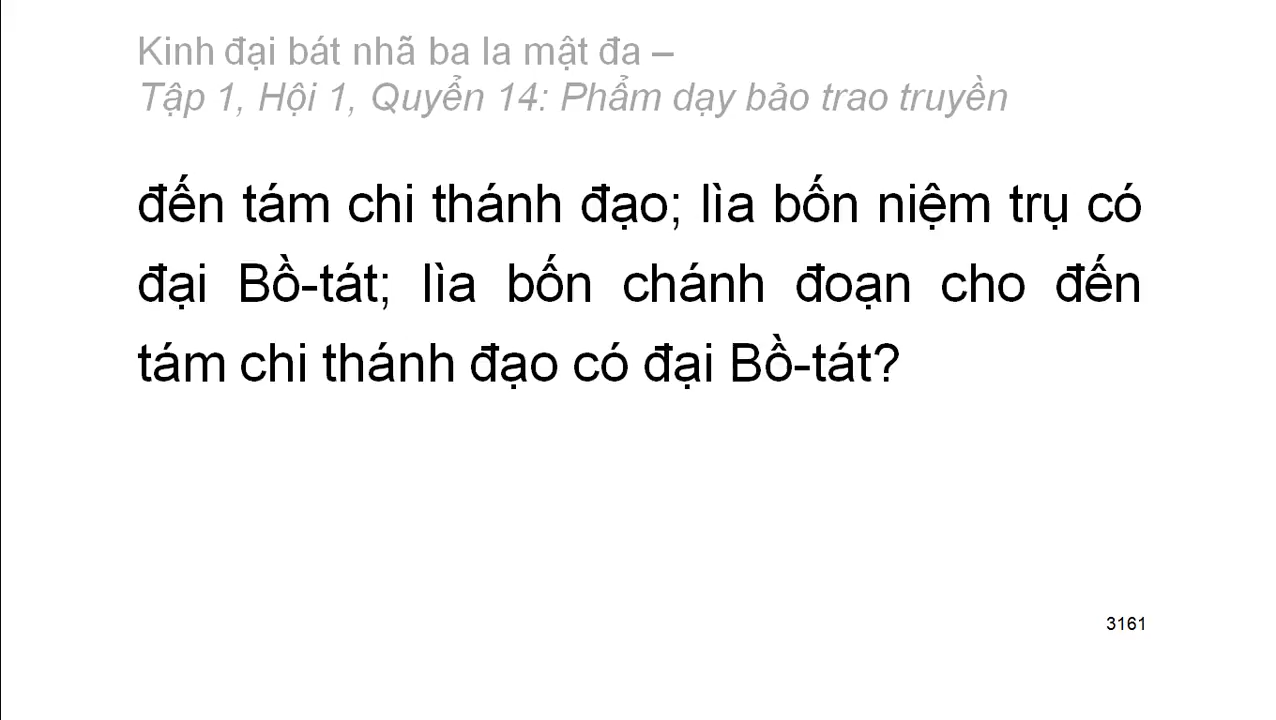 Kinh đại bát nhã ba la mật đa –
Tập 1, Hội 1, Quyển 14: Phẩm dạy bảo trao truyền
đến tám chi thánh đạo; lìa bốn niệm trụ có
đại Bồ-tát; lìa bốn chánh đoạn cho đến
tám chi thánh đạo có đại Bồ-tát?
3161